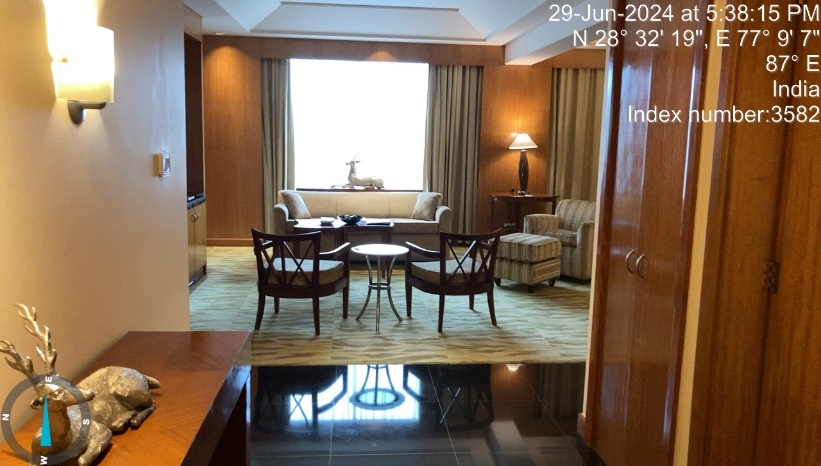 29-Jun-2024 at 5:38:15 PM
N 28° 32' 19", E 77° 9' 7"
87° E
India
Index number:3582
E
N
S
W